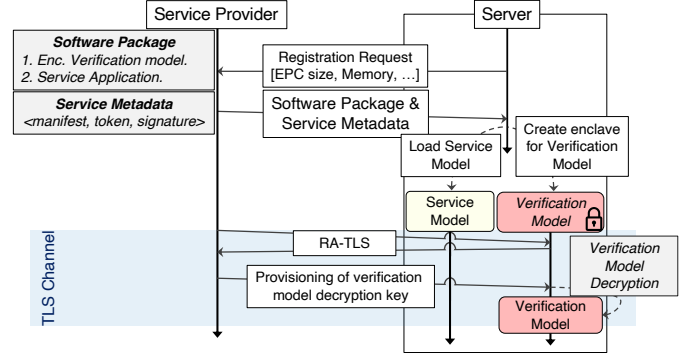 Service Provider
Server
Software Package
1. Enc. Verification model.
2. Service Application.
Registration Request
[EPC size, Memory, ...]
Service Metadata
<manifest, token, signature>
Software Package &
Service Metadata
Load Service
Model
Create enclave
for Verification
Model
Service
Model
Verification
Model
TLS Channel
RA-TLS
Verification
Model
Decryption
Provisioning of verification
model decryption key
Verification
Model